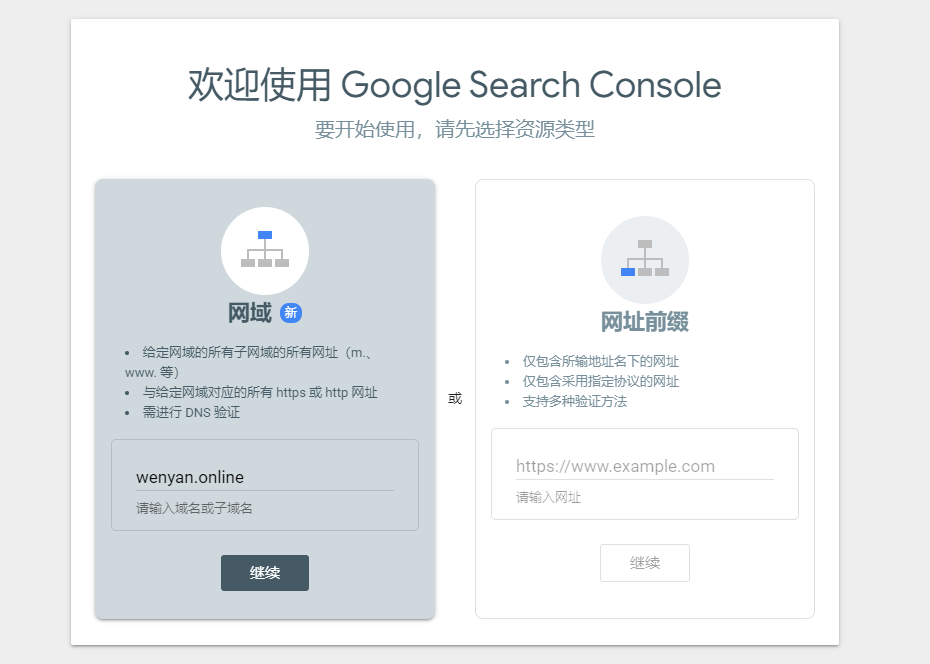 欢迎使用 Google Search Console
要开始使用，请先选择资源类型
网域 新
给定网域的所有子网域的所有网址（m.、
www. 等）
与给定网域对应的所有 https 或 http 网址
需进行 DNS 验证
wenyan.online
请输入域名或子域名
继续
或
网址前缀
仅包含所输地址名下的网址
仅包含采用指定协议的网址
支持多种验证方法
https://www.example.com
请输入网址
继续